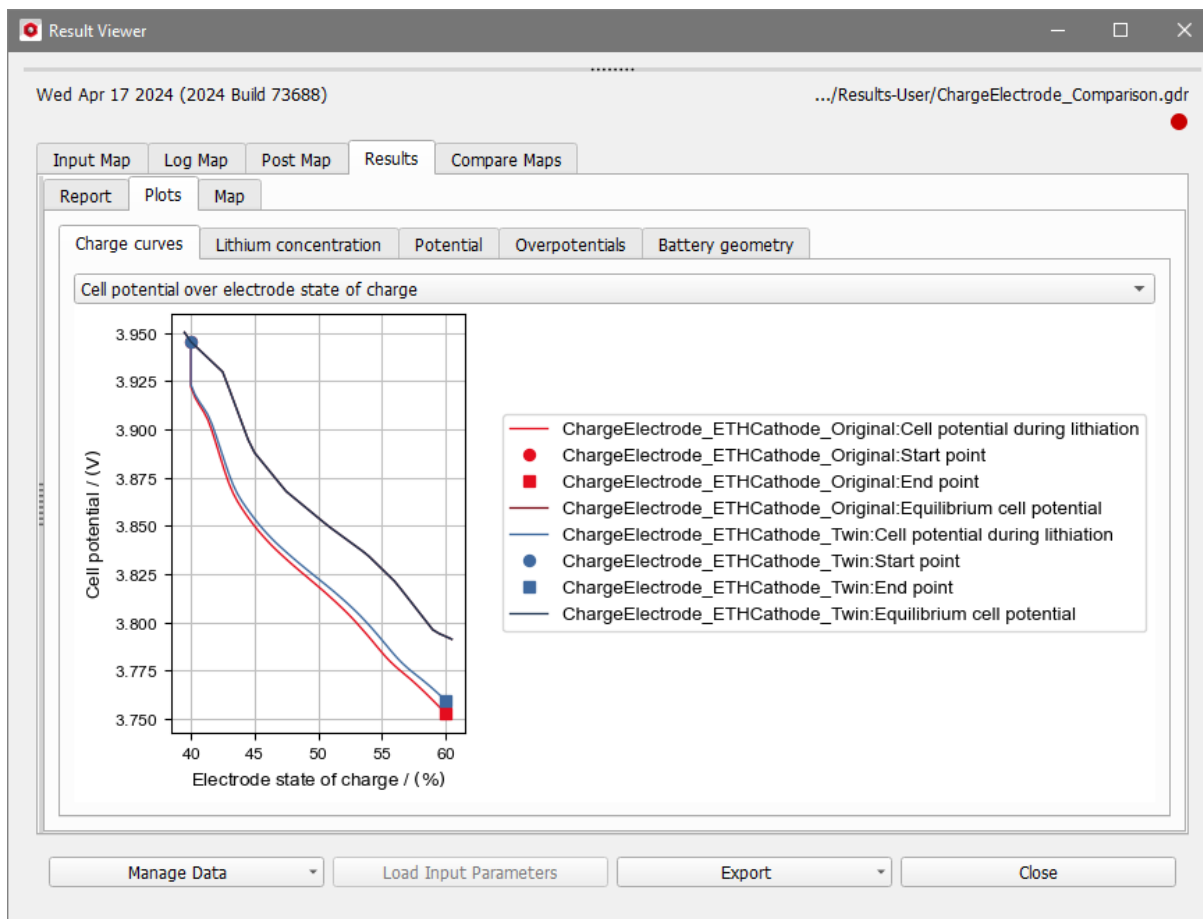 Result Viewer
Wed Apr 17 2024 (2024 Build 73688)
.../Results-User/ChargeElectrode_Comparison.gdr
Input Map
Log Map
Post Map
Results
Compare Maps
Report
Plots
Map
Charge curves
Lithium concentration
Potential
Overpotentials
Battery geometry
Cell potential over electrode state of charge
3.950
3.925
3.900
3.875
3.850
3.825
3.800
3.775
3.750
Cell potential / (V)
40
45
50
55
60
Electrode state of charge / (%)
ChargeElectrode_ETHCathode_Original:Cell potential during lithiation
ChargeElectrode_ETHCathode_Original:Start point
ChargeElectrode_ETHCathode_Original:End point
ChargeElectrode_ETHCathode_Original:Equilibrium cell potential
ChargeElectrode_ETHCathode_Twin:Cell potential during lithiation
ChargeElectrode_ETHCathode_Twin:Start point
ChargeElectrode_ETHCathode_Twin:End point
ChargeElectrode_ETHCathode_Twin:Equilibrium cell potential
Manage Data
Load Input Parameters
Export
Close